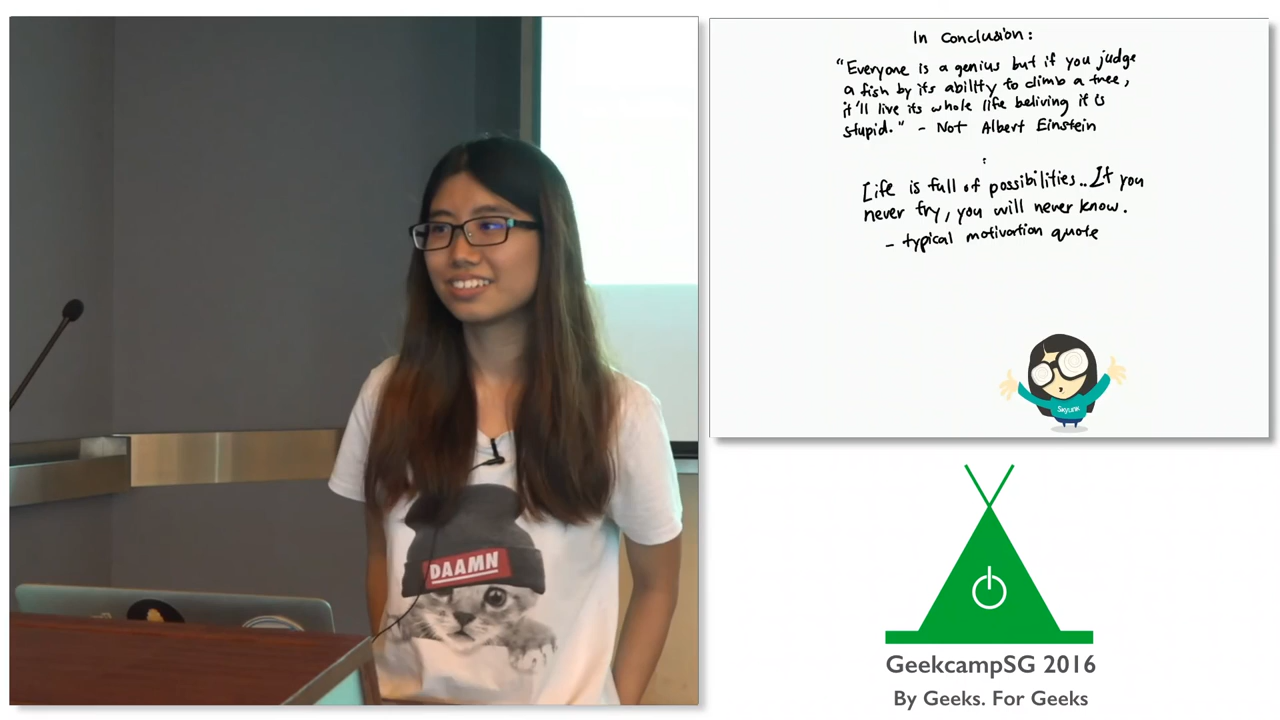 In Conclusion:
"Everyone is a genius but if you judge
a fish by its ability to climb a tree,
it'll live its whole life beliving it is
stupid." - Not Albert Einstein
Life is full of possibilities.. If you
never try, you will never know.
- typical motivation quote
SKYLINK
DAAMN
GeekcampSG 2016
By Geeks. For Geeks